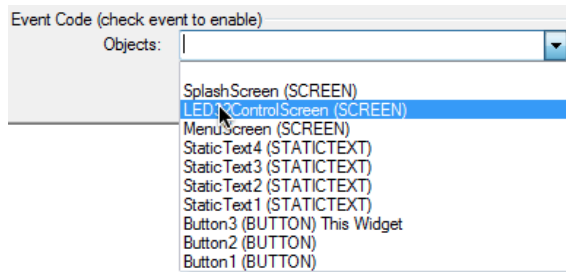 Event Code (check event to enable)
Objects:
SplashScreen (SCREEN)
LED32ControlScreen (SCREEN)
MenuScreen (SCREEN)
StaticText4 (STATICTEXT)
StaticText3 (STATICTEXT)
StaticText2 (STATICTEXT)
StaticText1 (STATICTEXT)
Button3 (BUTTON) This Widget
Button2 (BUTTON)
Button1 (BUTTON)